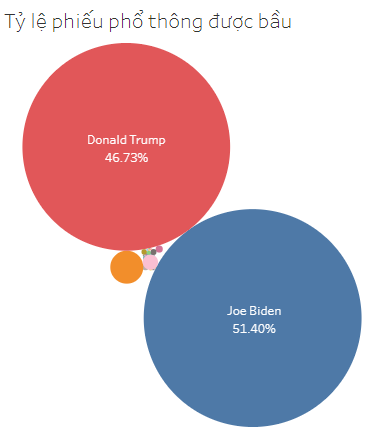 Tỷ lệ phiếu phổ thông được bầu
Donald Trump
46.73%
Joe Biden
51.40%